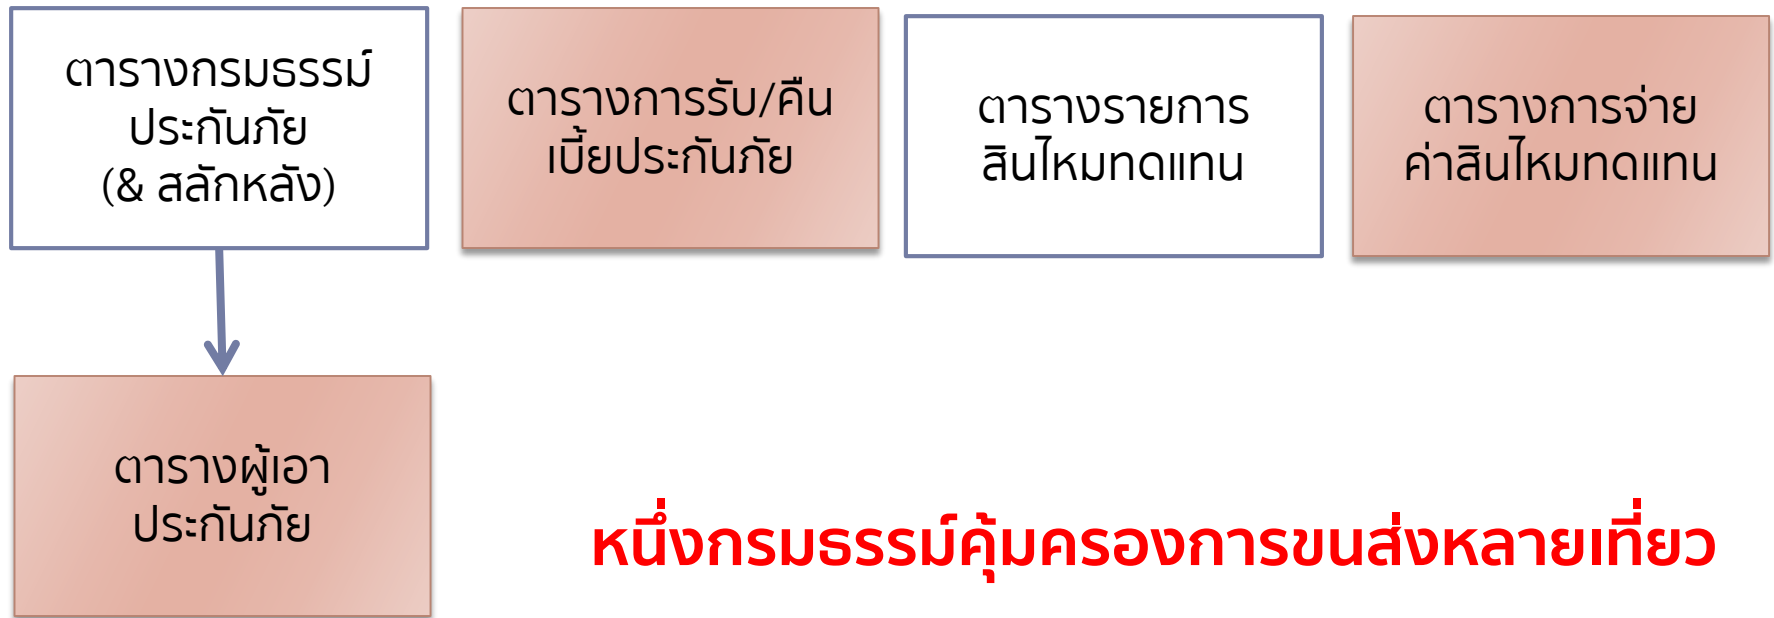 ตารางกรมธรรม์
ประกันภัย
(& สลักหลัง)
ตารางการรับ/คืน
เบี้ยประกันภัย
ตารางรายการ
สินไหมทดแทน
ตารางการจ่าย
ค่าสินไหมทดแทน
ตารางผู้เอา
ประกันภัย
หนึ่งกรมธรรม์คุ้มครองการขนส่งหลายเที่ยว